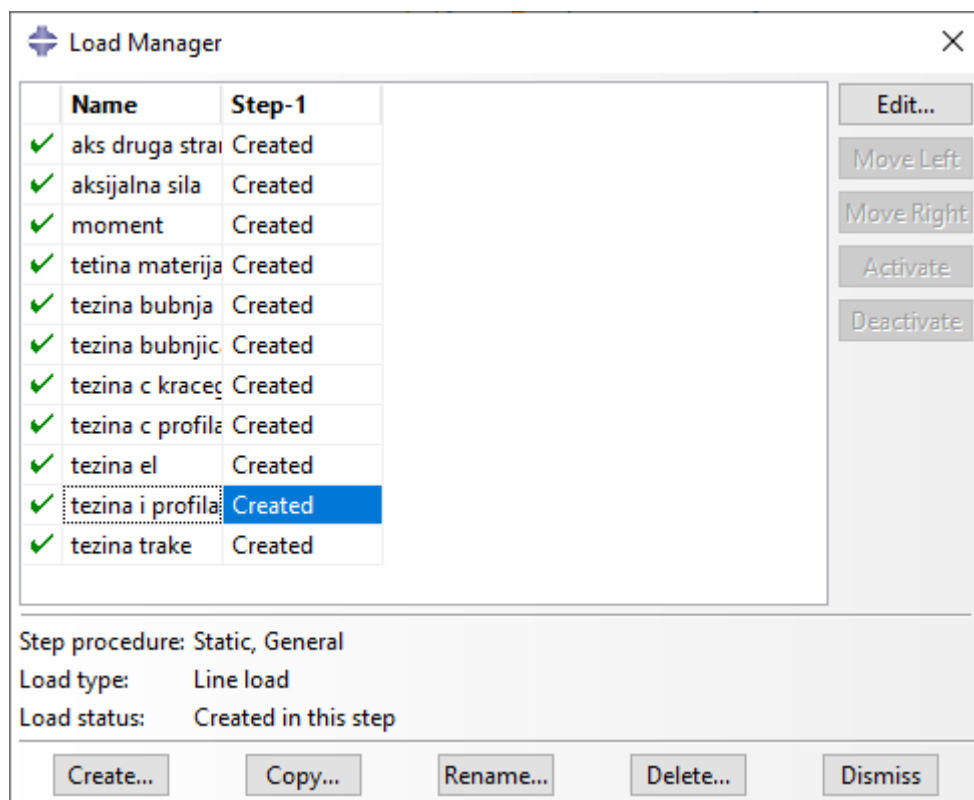 Load Manager
Name Step-1 Edit...
aks druga stra Created Move Left
aksijalna sila Created
moment Created Move Right
tetina materija Created Activate
tezina bubnja Created Deactivate
tezina bubnjic Created
tezina c kraceg Created
tezina c profila Created
tezina el Created
tezina i profila Created
tezina trake Created
Step procedure: Static, General
Load type: Line load
Load status: Created in this step
Create... Copy... Rename... Delete... Dismiss